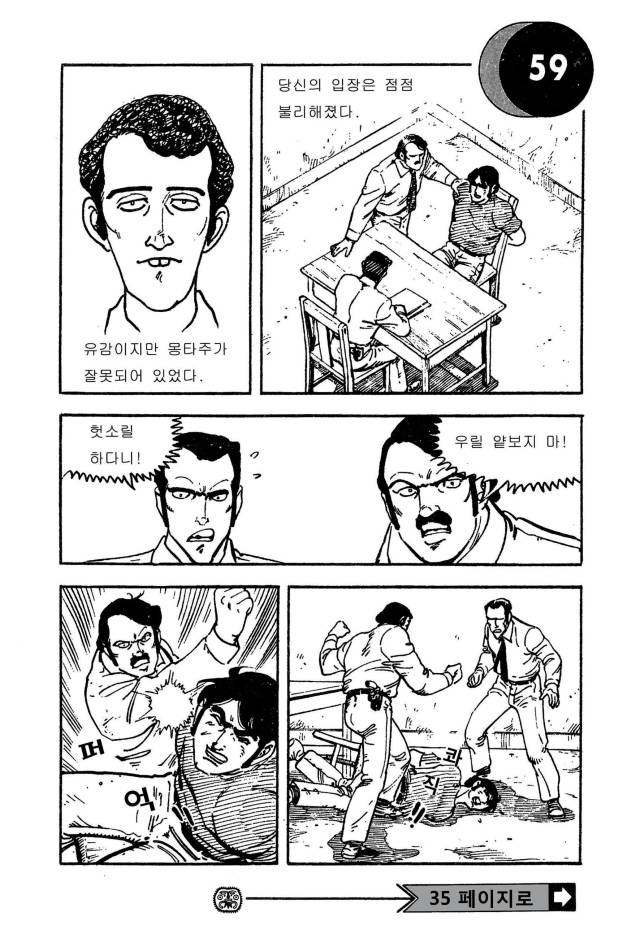 59
유감이지만 몽타주가
잘못되어 있었다.
당신의 입장은 점점
불리해졌다.
헛소릴
하다니!
우릴 얕보지 마!
퍼
억
콰
직
!!
35 페이지로